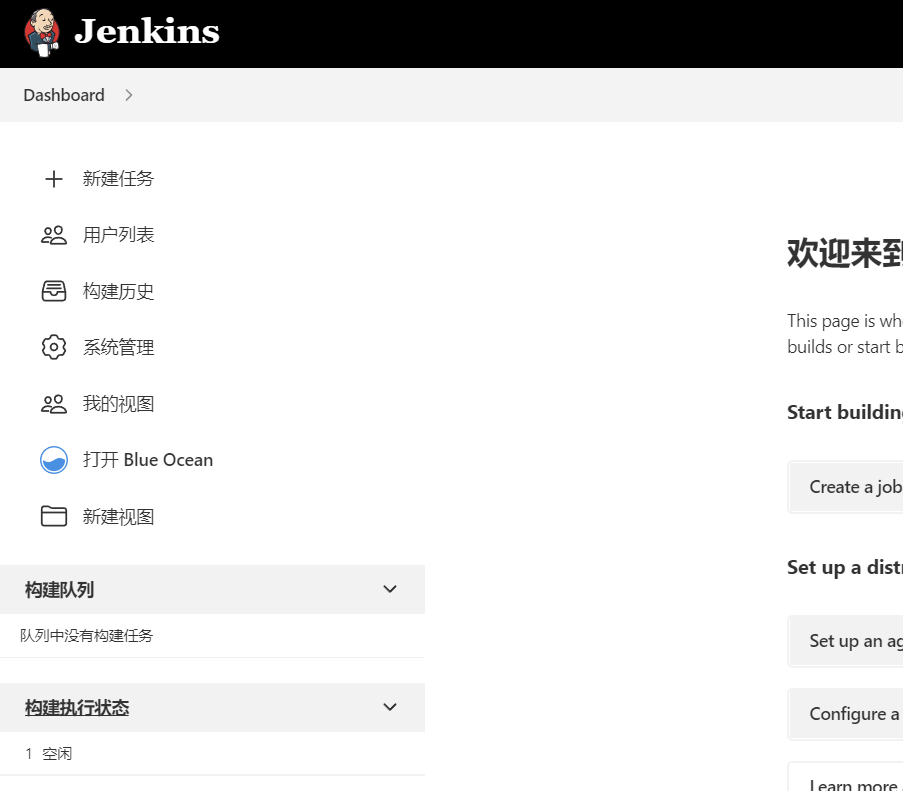 Jenkins
Dashboard
新建任务
用户列表
构建历史
系统管理
我的视图
打开 Blue Ocean
新建视图
构建队列
队列中没有构建任务
构建执行状态
1 空闲
欢迎来到
This page is wh
builds or start b
Start buildin
Create a job
Set up a dist
Set up an ag
Configure a
Learn more